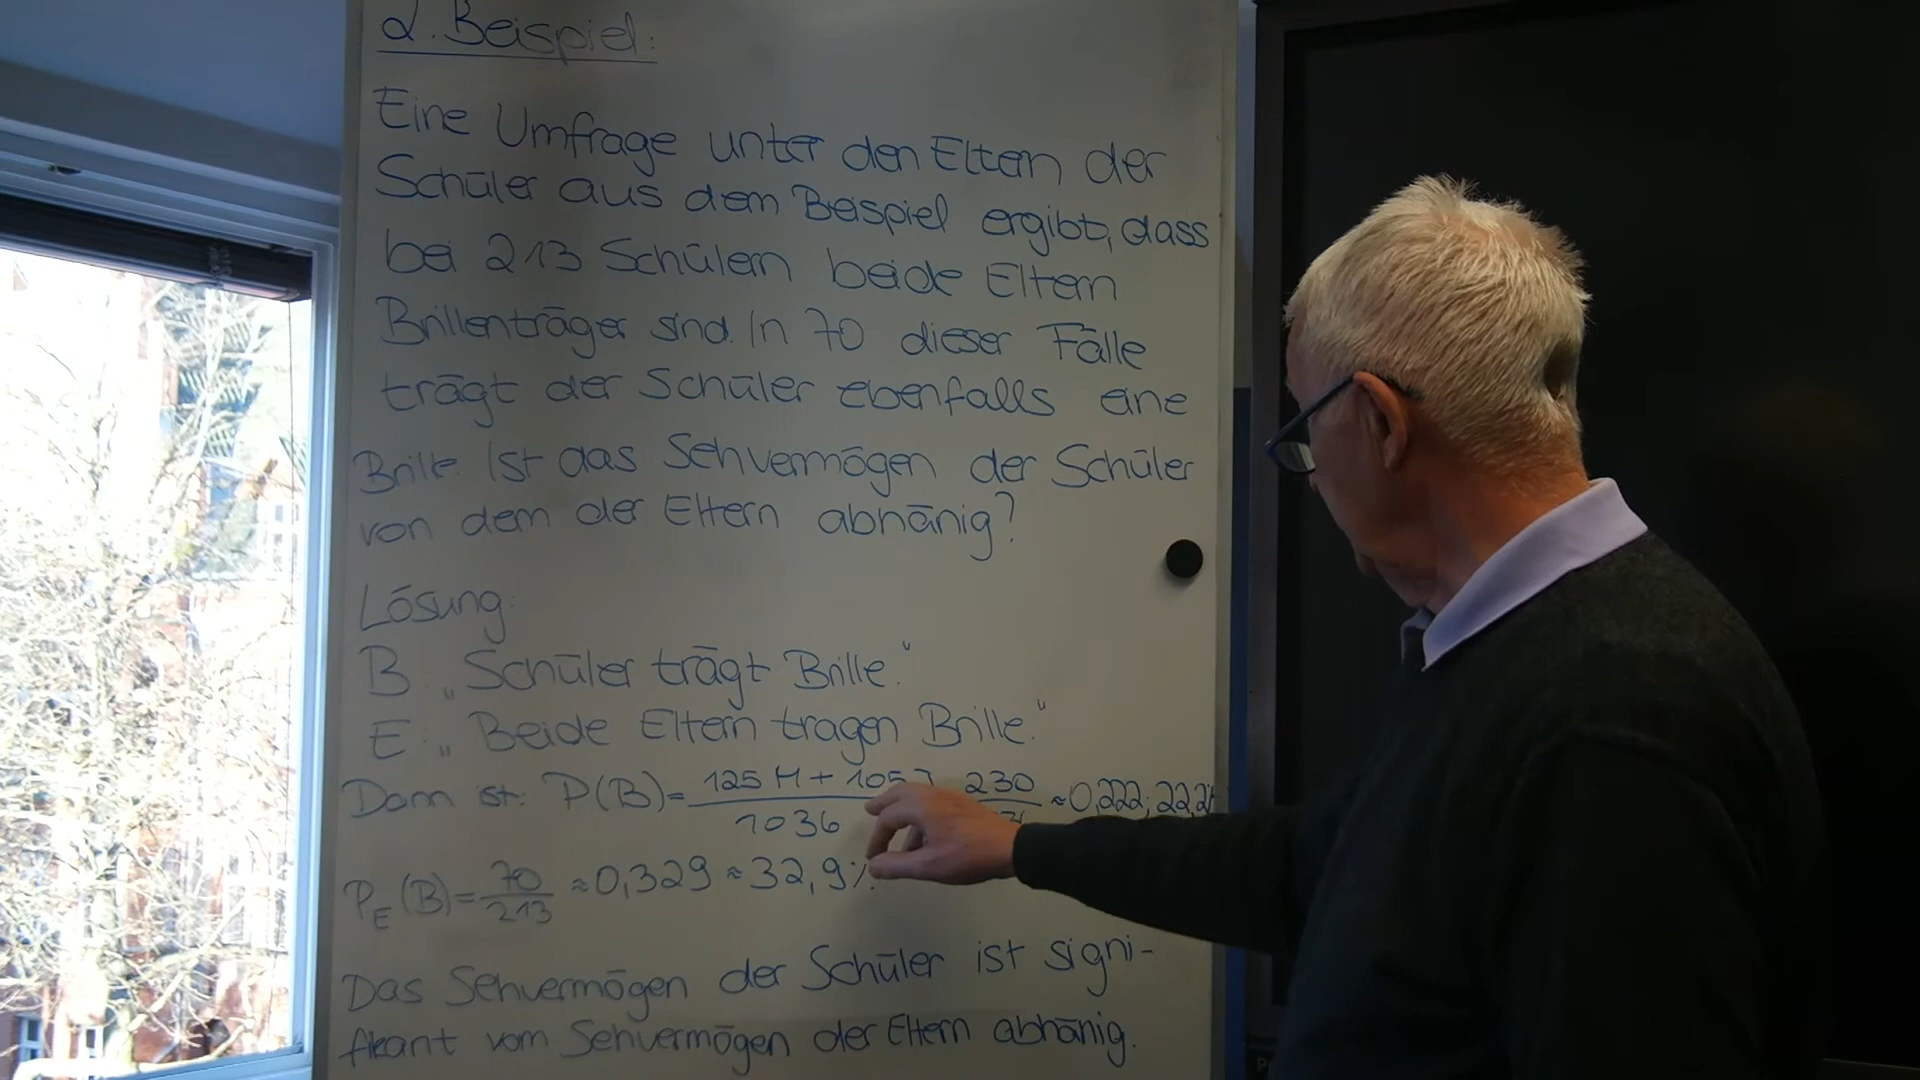 2. Beispiel:
Eine Umfrage unter den Eltern der
Schüler aus dem Beispiel ergibt, dass
bei 213 Schülern beide Eltern
Brillenträger sind. In 70 dieser Fälle
trägt der Schüler ebenfalls eine
Brille. Ist das Sehvermögen der Schüler
von dem der Eltern abhänig?
Lösung:
B: „Schüler trägt Brille."
E: „Beide Eltern tragen Brille."
Dann ist: P(B)= 125 M + 105 / 1036 230 ≈0,222; 22,2
P_E(B)= 70/213 ≈0,329 ≈ 32,9%
Das Sehvermögen der Schüler ist signi-
fikant vom Sehvermögen der Eltern abhänig.